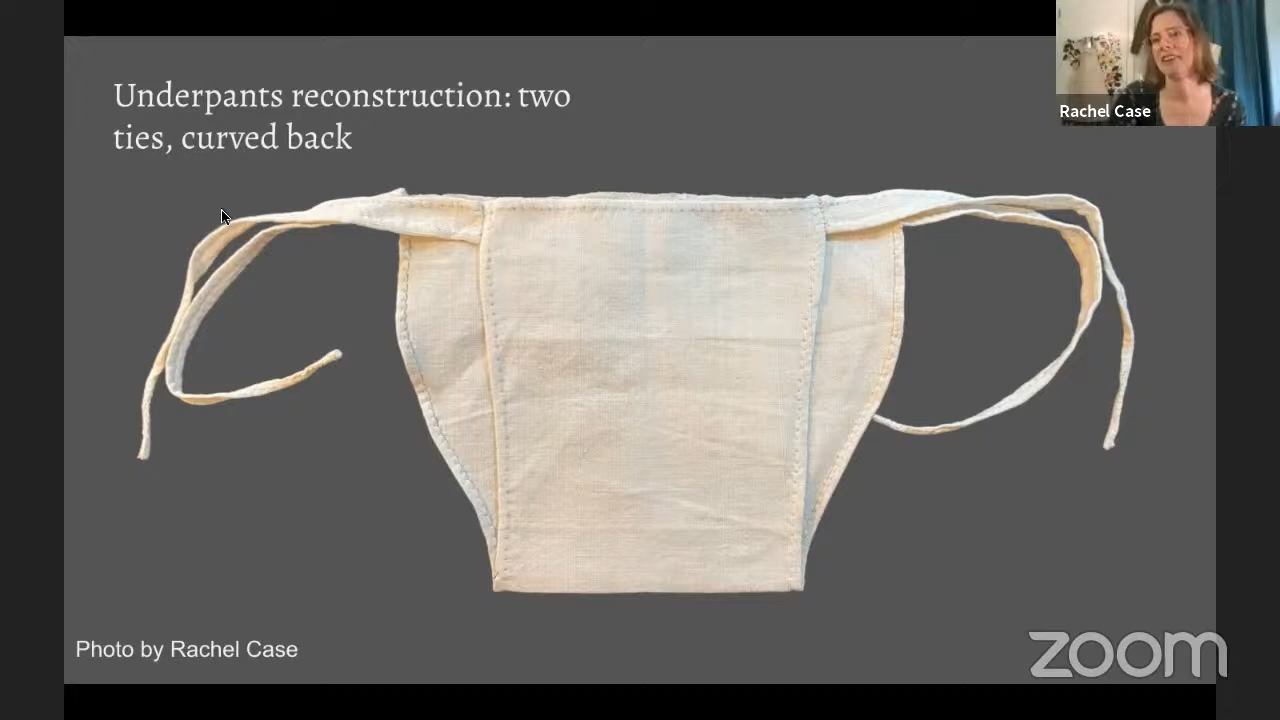 Underpants reconstruction: two
ties, curved back
Rachel Case
Photo by Rachel Case
zoom